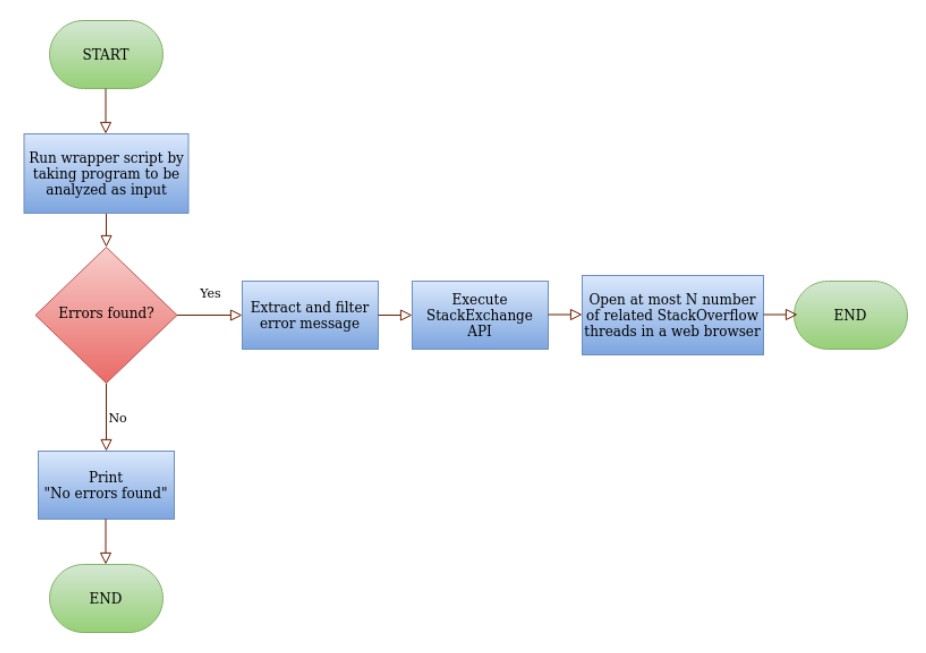 START
Run wrapper script by
taking program to be
analyzed as input
Errors found?
Yes
Extract and filter
error message
Execute
StackExchange
API
Open at most N number
of related StackOverflow
threads in a web browser
END
No
Print
"No errors found"
END